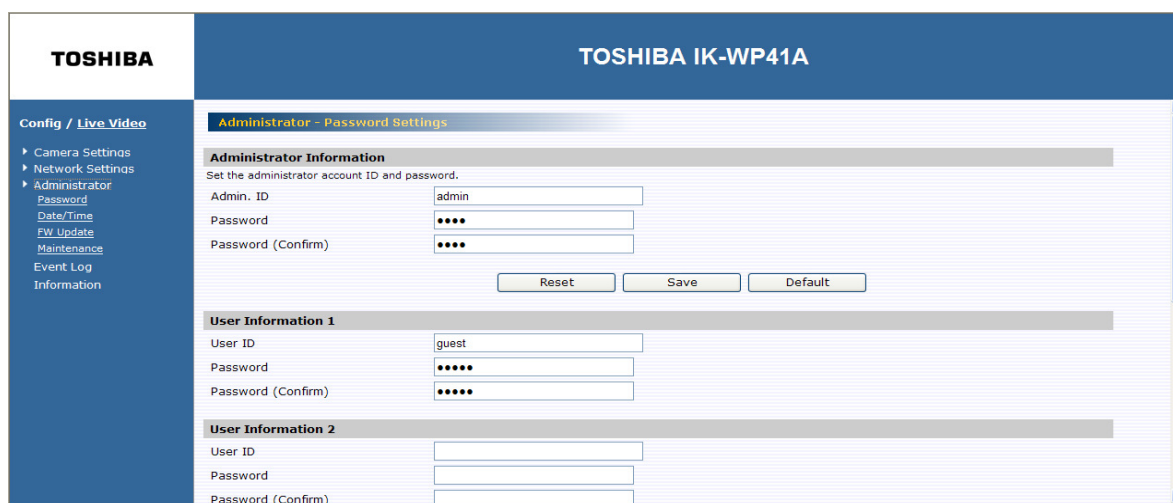 TOSHIBA
TOSHIBA IK-WP41A
Config / Live Video
Camera Settings
Network Settings
Administrator
Password
Date/Time
FW Update
Maintenance
Event Log
Information
Administrator - Password Settings
Administrator Information
Set the administrator account ID and password.
Admin. ID admin
Password ••••
Password (Confirm) ••••
Reset Save Default
User Information 1
User ID guest
Password •••••
Password (Confirm) •••••
User Information 2
User ID
Password
Password (Confirm)